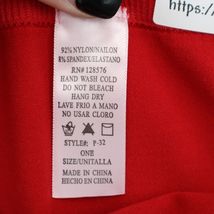 https:/
92% NYLON/NAILON
8% SPANDEX/ELASTANO
RN# 128576
HAND WASH COLD
DO NOT BLEACH
HANG DRY
LAVE FRIO A MANO
NO USAR CLORO
STYLE#: P-32
ONE
SIZE/UNITALLA
MADE IN CHINA
HECHO EN CHINA